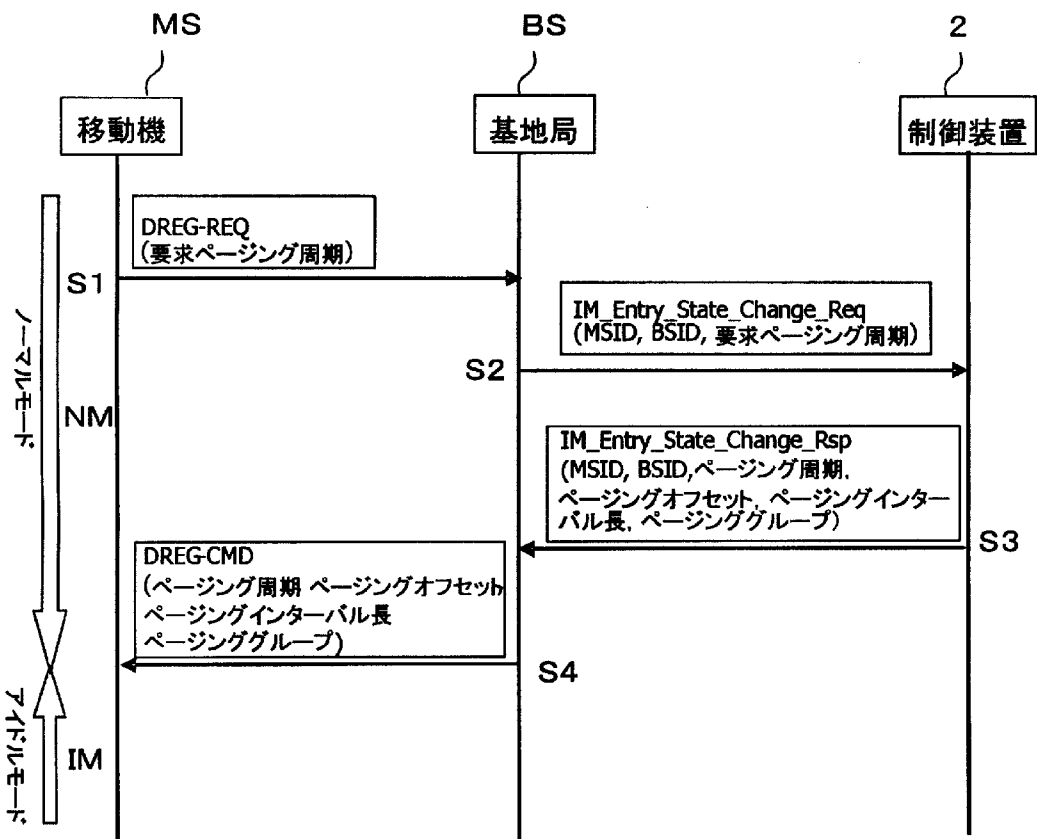 MS
BS
2
移動機
基地局
制御装置
DREG-REQ
(要求ページング周期)
S1
IM_Entry_State_Change_Req
(MSID, BSID, 要求ページング周期)
S2
ノーマルモード
NM
IM_Entry_State_Change_Rsp
(MSID, BSID,ページング周期,
ページングオフセット, ページングインター
バル長, ページンググループ)
S3
DREG-CMD
(ページング周期 ページングオフセット
ページングインターバル長
ページンググループ)
S4
アイドルモード
IM